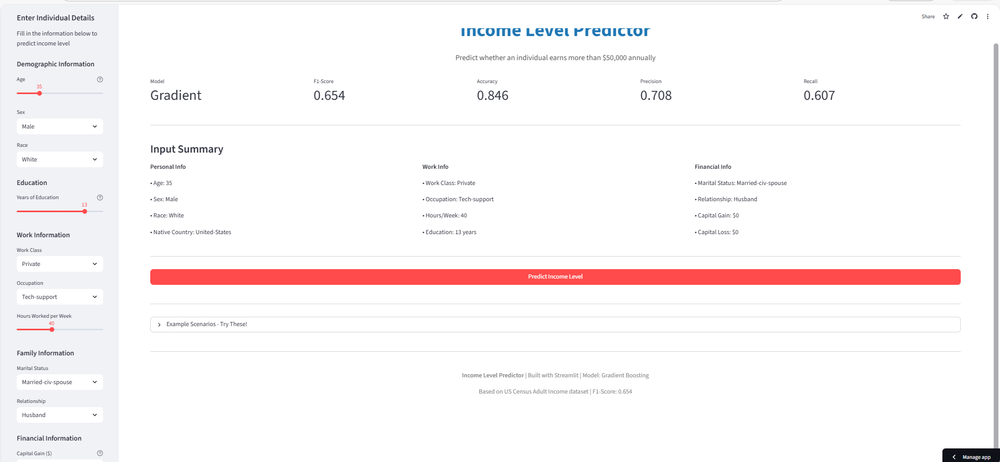 Enter Individual Details
Fill in the information below to
predict income level
Demographic Information
Age
35
Sex
Male
Race
White
Education
Years of Education
13
Work Information
Work Class
Private
Occupation
Tech-support
Hours Worked per Week
40
Family Information
Marital Status
Married-civ-spouse
Relationship
Husband
Financial Information
Capital Gain ($)
Share
Income Level Predictor
Predict whether an individual earns more than $50,000 annually
Model
Gradient
F1-Score
0.654
Accuracy
0.846
Precision
0.708
Recall
0.607
Input Summary
Personal Info
• Age: 35
• Sex: Male
• Race: White
• Native Country: United-States
Work Info
• Work Class: Private
• Occupation: Tech-support
• Hours/Week: 40
• Education: 13 years
Financial Info
• Marital Status: Married-civ-spouse
• Relationship: Husband
• Capital Gain: $0
• Capital Loss: $0
Predict Income Level
Example Scenarios - Try These!
Income Level Predictor | Built with Streamlit | Model: Gradient Boosting
Based on US Census Adult Income dataset | F1-Score: 0.654
Manage app